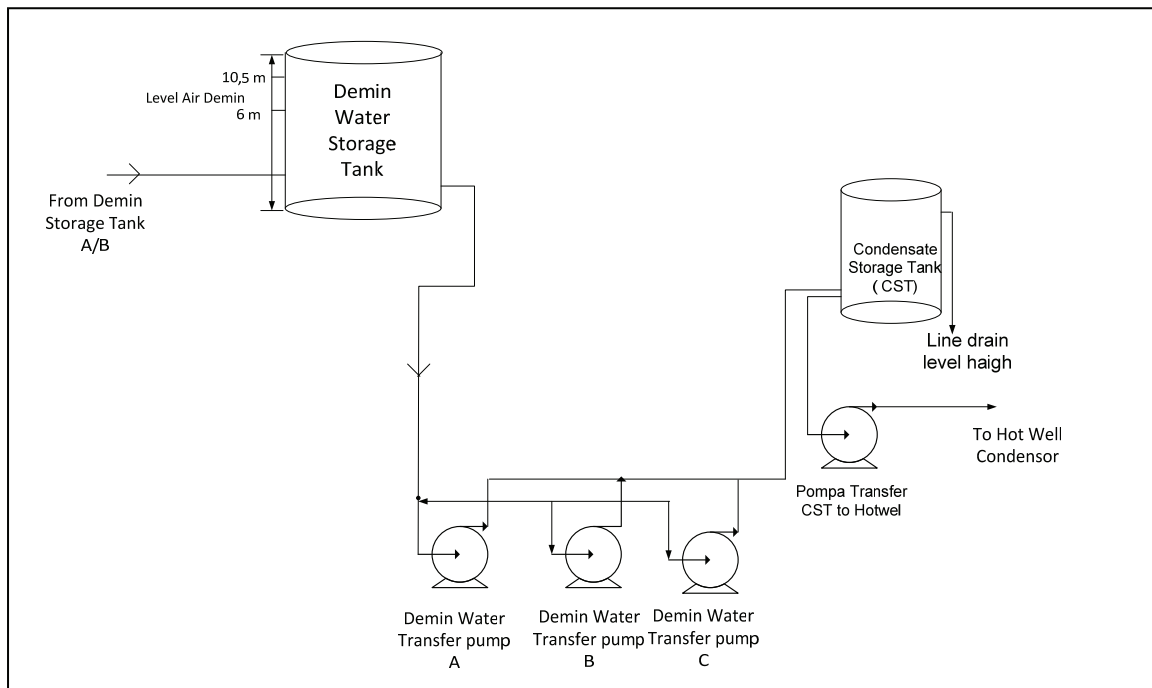 10,5 m
Level Air Demin
6 m
Demin
Water
Storage
Tank
From Demin
Storage Tank
A/B
Condensate
Storage Tank
( CST)
Line drain
level haigh
To Hot Well
Condensor
Pompa Transfer
CST to Hotwel
Demin Water
Transfer pump
A
Demin Water
Transfer pump
B
Demin Water
Transfer pump
C